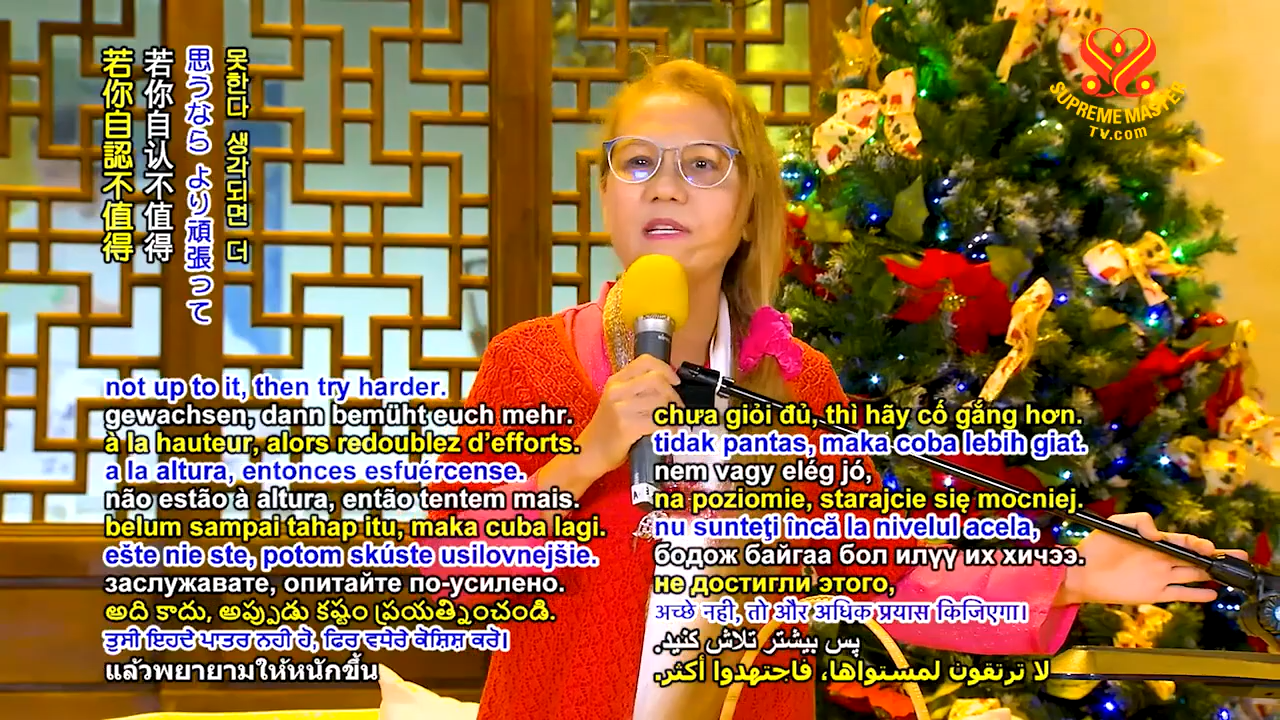 못한다 생각되면 더
思うなら より頑張って
若你自认不值得
若你自認不值得
SUPREME MASTER
TV.com
not up to it, then try harder.
gewachsen, dann bemüht euch mehr.
à la hauteur, alors redoublez d’efforts.
a la altura, entonces esfuércense.
não estão à altura, então tentem mais.
belum sampai tahap itu, maka cuba lagi.
ešte nie ste, potom skúste usilovnejšie.
заслужавате, опитайте по-усилено.
అది కాదు, అప్పుడు కష్టం ప్రయత్నించండి.
ਤੁਸੀ ਇਹਦੇ ਪਾਤਰ ਨਹੀ ਹੋ, ਫਿਰ ਵਧੇਰੇ ਕੋਸ਼ਿਸ਼ ਕਰੋ।
แล้วพยายามให้หนักขึ้น
chưa giỏi đủ, thì hãy cố gắng hơn.
tidak pantas, maka coba lebih giat.
nem vagy elég jó,
na poziomie, starajcie się mocniej.
nu sunteţi încă la nivelul acela,
бодож байгаа бол илүү их хичээ.
не достигли этого,
अच्छे नही, तो और अधिक प्रयास किजिएगा।
پس بیشتر تلاش کنید.
لا ترتقون لمستواها، فاجتهدوا أكثر.